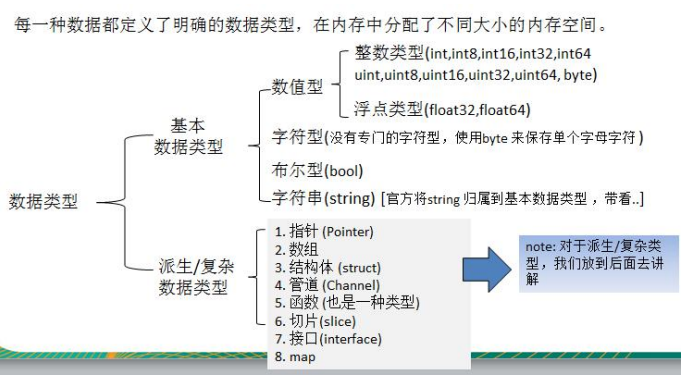 每一种数据都定义了明确的数据类型，在内存中分配了不同大小的内存空间。
整数类型(int,int8,int16,int32,int64
uint,uint8,uint16,uint32,uint64, byte)
数值型
浮点类型(float32,float64)
基本
数据类型
字符型(没有专门的字符型，使用byte 来保存单个字母字符)
布尔型(bool)
字符串(string) [官方将string 归属到基本数据类型，带看..]
数据类型
派生/复杂
数据类型
1. 指针 (Pointer)
2. 数组
3. 结构体 (struct)
4. 管道 (Channel)
5. 函数 (也是一种类型)
6. 切片(slice)
7. 接口(interface)
8. map
note: 对于派生/复杂类
型，我们放到后面去讲
解